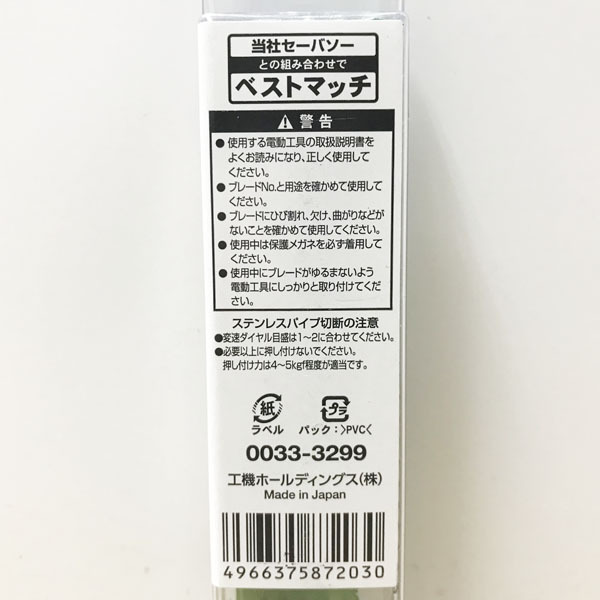 当社セーバソー
との組み合わせで
ベストマッチ
警告
●使用する電動工具の取扱説明書を
よくお読みになり、正しく使用して
ください。
●ブレードNo.と用途を確かめて使用して
ください。
●ブレードにひび割れ、欠け、曲がりなどが
ないことを確かめて使用してください。
●使用中は保護メガネを必ず着用して
ください。
●使用中にブレードがゆるまないよう
電動工具にしっかりと取り付けてくだ
さい。
ステンレスパイプ切断の注意
●変速ダイヤル目盛は1~2に合わせてください。
●必要以上に押し付けないでください。
押し付け力は4~5kgf程度が適当です。
紙 プラ
ラベル パック:>PVC<
0033-3299
工機ホールディングス(株)
Made in Japan
4966375872030